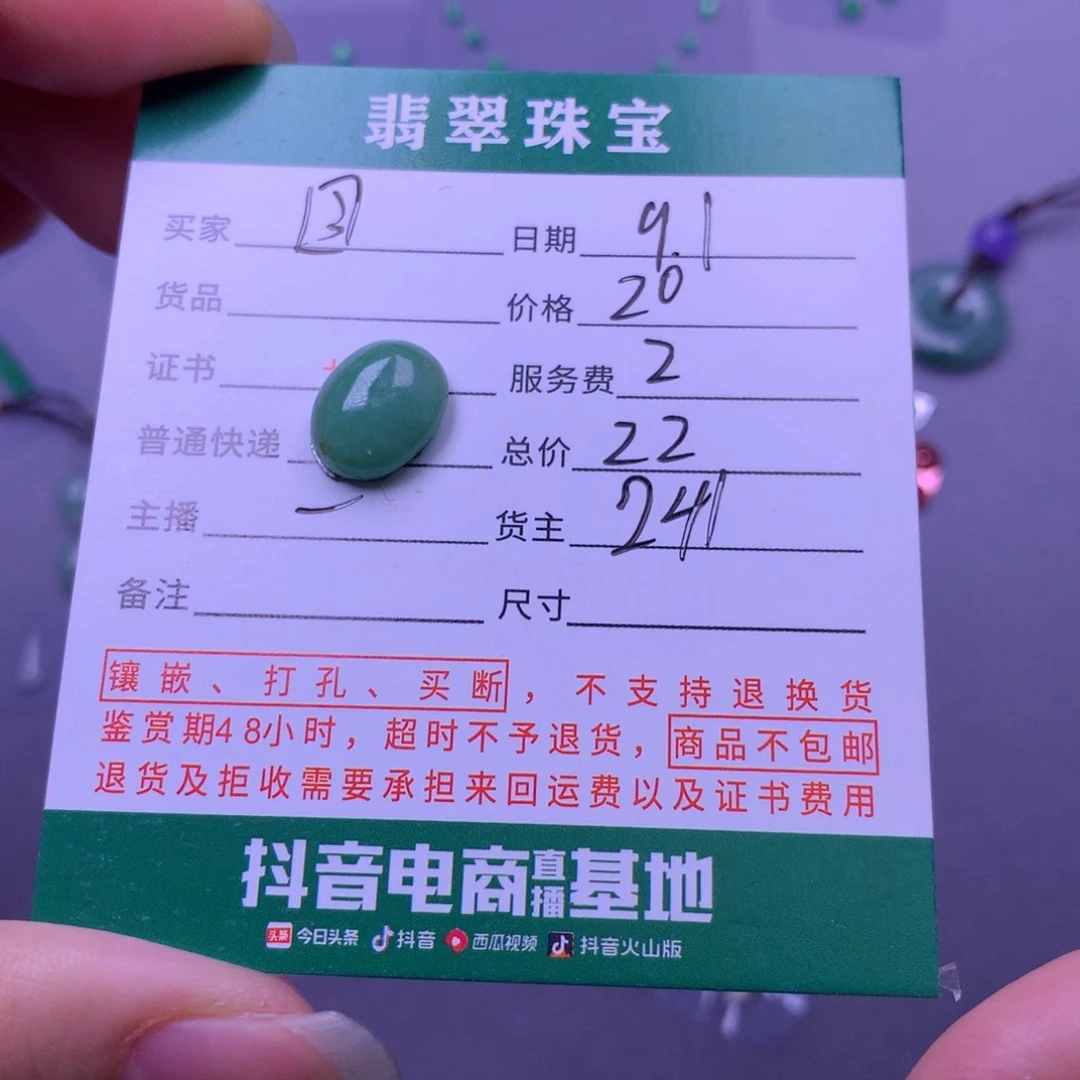 翡翠珠宝
买家 日期 9.1
货品 价格 20
证书 服务费 2
普通快递 总价 22
主播 一 货主 241
备注 尺寸
镶嵌、打孔、买断，不支持退换货
鉴赏期48小时，超时不予退货，商品不包邮
退货及拒收需要承担来回运费以及证书费用
抖音电商直播基地
头条 今日头条 抖音 西瓜视频 抖音火山版